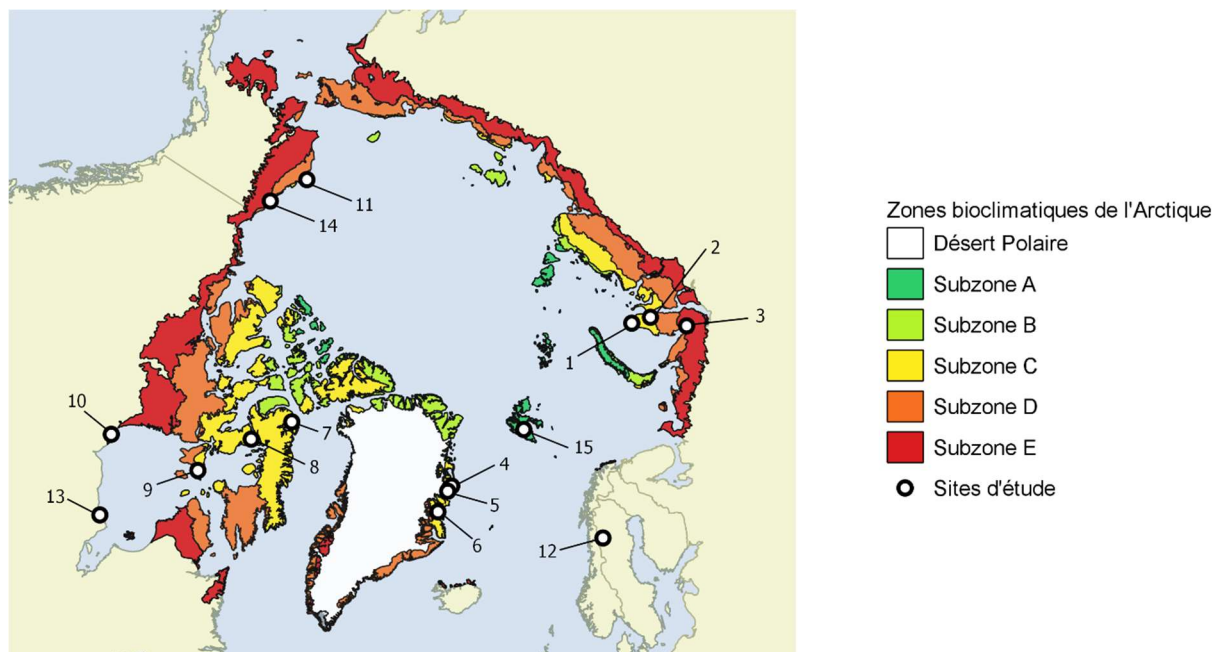 2
11
14
3
1
10
7
8
15
4
9
5
13
6
12
Zones bioclimatiques de l'Arctique
Désert Polaire
Subzone A
Subzone B
Subzone C
Subzone D
Subzone E
Sites d'étude